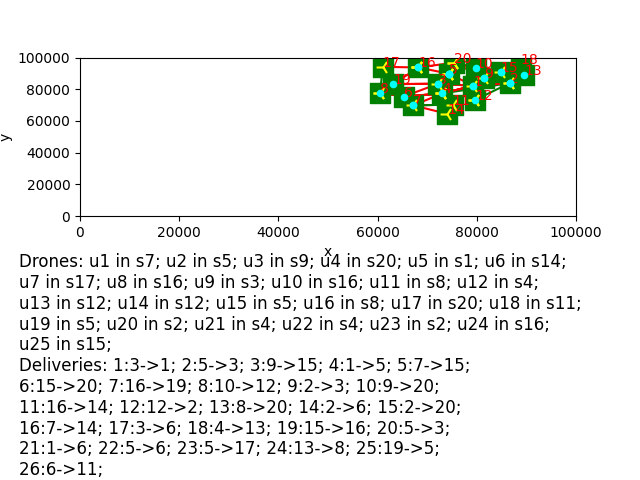 100000
80000
60000
40000
20000
0
y
0 20000 40000 60000 80000 100000
x
17
20
18
Drones: u1 in s7; u2 in s5; u3 in s9; u4 in s20; u5 in s1; u6 in s14;
u7 in s17; u8 in s16; u9 in s3; u10 in s16; u11 in s8; u12 in s4;
u13 in s12; u14 in s12; u15 in s5; u16 in s8; u17 in s20; u18 in s11;
u19 in s5; u20 in s2; u21 in s4; u22 in s4; u23 in s2; u24 in s16;
u25 in s15;
Deliveries: 1:3->1; 2:5->3; 3:9->15; 4:1->5; 5:7->15;
6:15->20; 7:16->19; 8:10->12; 9:2->3; 10:9->20;
11:16->14; 12:12->2; 13:8->20; 14:2->6; 15:2->20;
16:7->14; 17:3->6; 18:4->13; 19:15->16; 20:5->3;
21:1->6; 22:5->6; 23:5->17; 24:13->8; 25:19->5;
26:6->11;